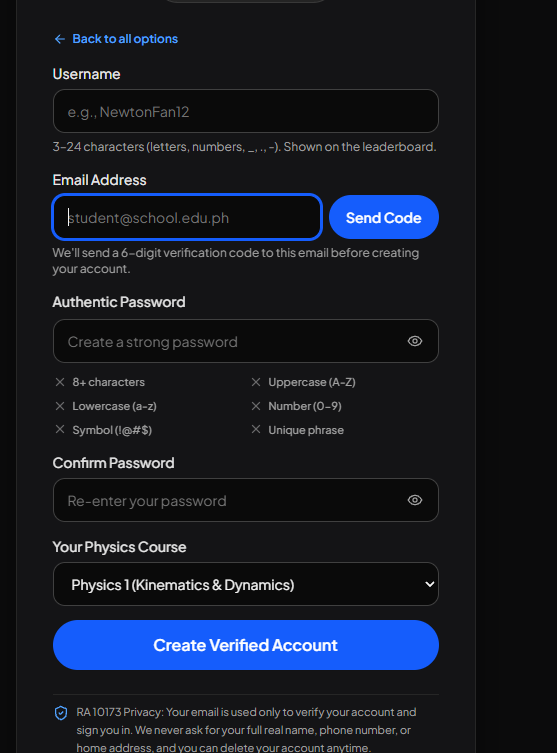 ← Back to all options
Username
e.g., NewtonFan12
3–24 characters (letters, numbers, _, ., -). Shown on the leaderboard.
Email Address
student@school.edu.ph
Send Code
We'll send a 6-digit verification code to this email before creating
your account.
Authentic Password
Create a strong password
8+ characters
Uppercase (A-Z)
Lowercase (a-z)
Number (0-9)
Symbol (!@#$)
Unique phrase
Confirm Password
Re-enter your password
Your Physics Course
Physics 1 (Kinematics & Dynamics)
Create Verified Account
RA 10173 Privacy: Your email is used only to verify your account and
sign you in. We never ask for your full real name, phone number, or
home address, and you can delete your account anytime.